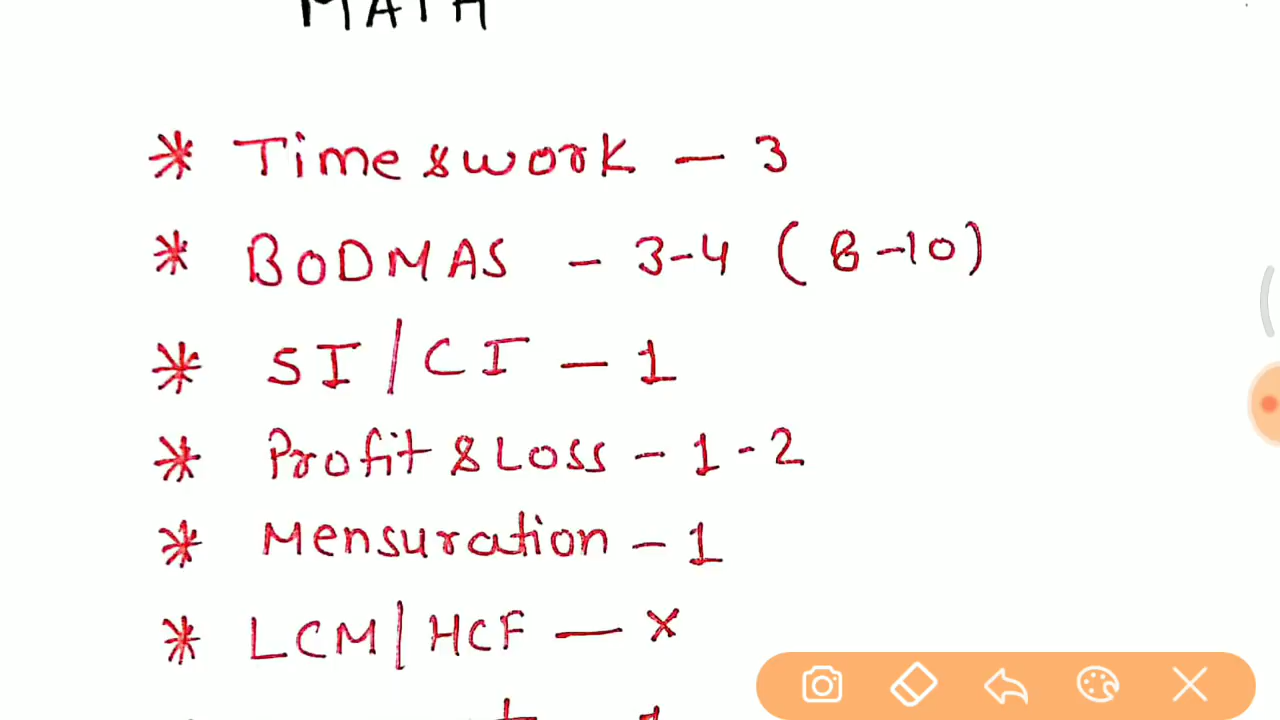 MATH
* Time & work - 3
* BODMAS - 3-4 (8-10)
* SI/CI - 1
* Profit & Loss - 1-2
* Mensuration - 1
* LCM/HCF - ×